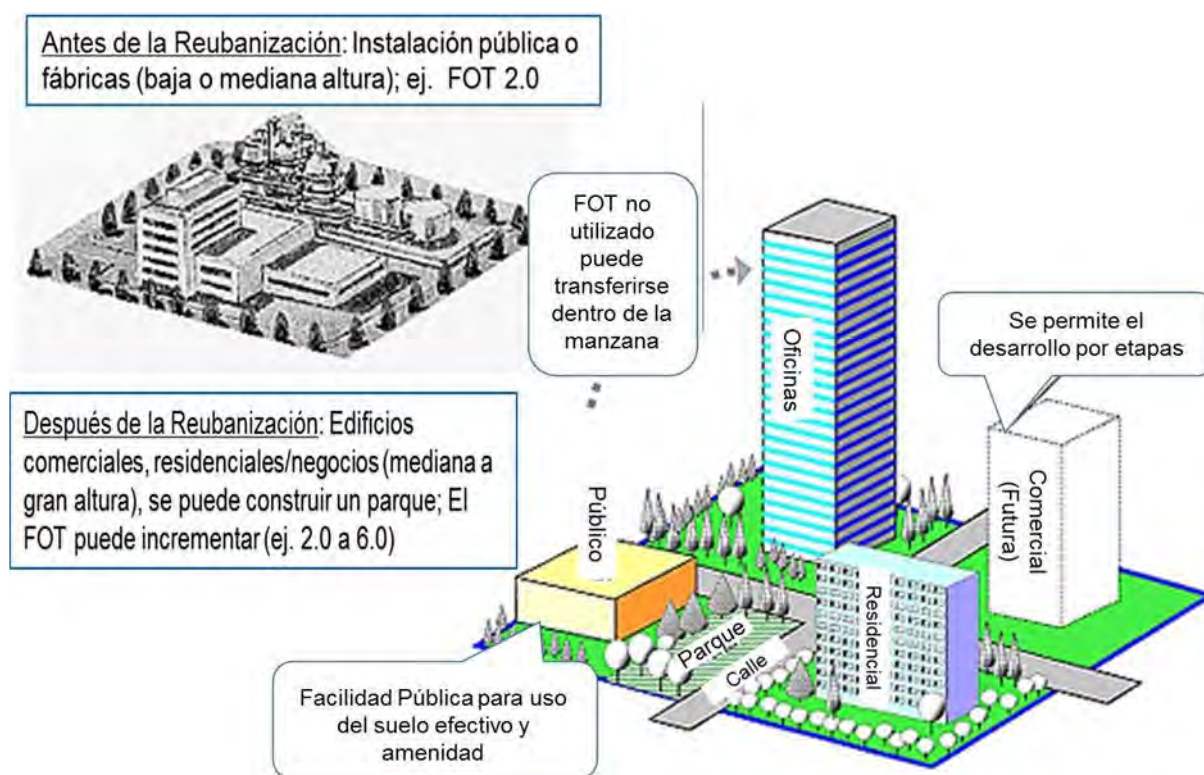 Antes de la Reubanización: Instalación pública o
fábricas (baja o mediana altura); ej. FOT 2.0
FOT no
utilizado
puede
transferirse
dentro de la
manzana
Se permite el
desarrollo por etapas
Oficinas
Comercial
(Futura)
Después de la Reubanización: Edificios
comerciales, residenciales/negocios (mediana a
gran altura), se puede construir un parque; El
FOT puede incrementar (ej. 2.0 a 6.0)
Público
Residencial
Parque
Calle
Facilidad Pública para uso
del suelo efectivo y
amenidad